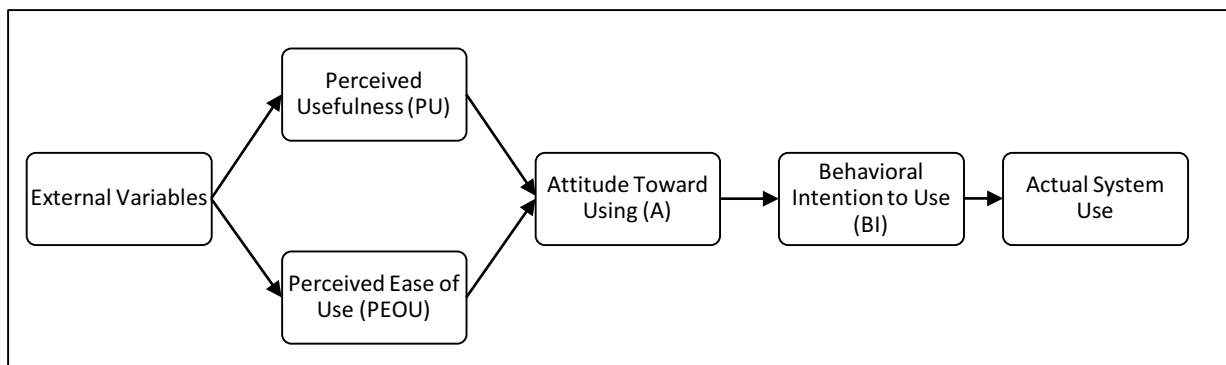 Perceived
Usefulness (PU)
External Variables
Perceived Ease of
Use (PEOU)
Attitude Toward
Using (A)
Behavioral
Intention to Use
(BI)
Actual System
Use